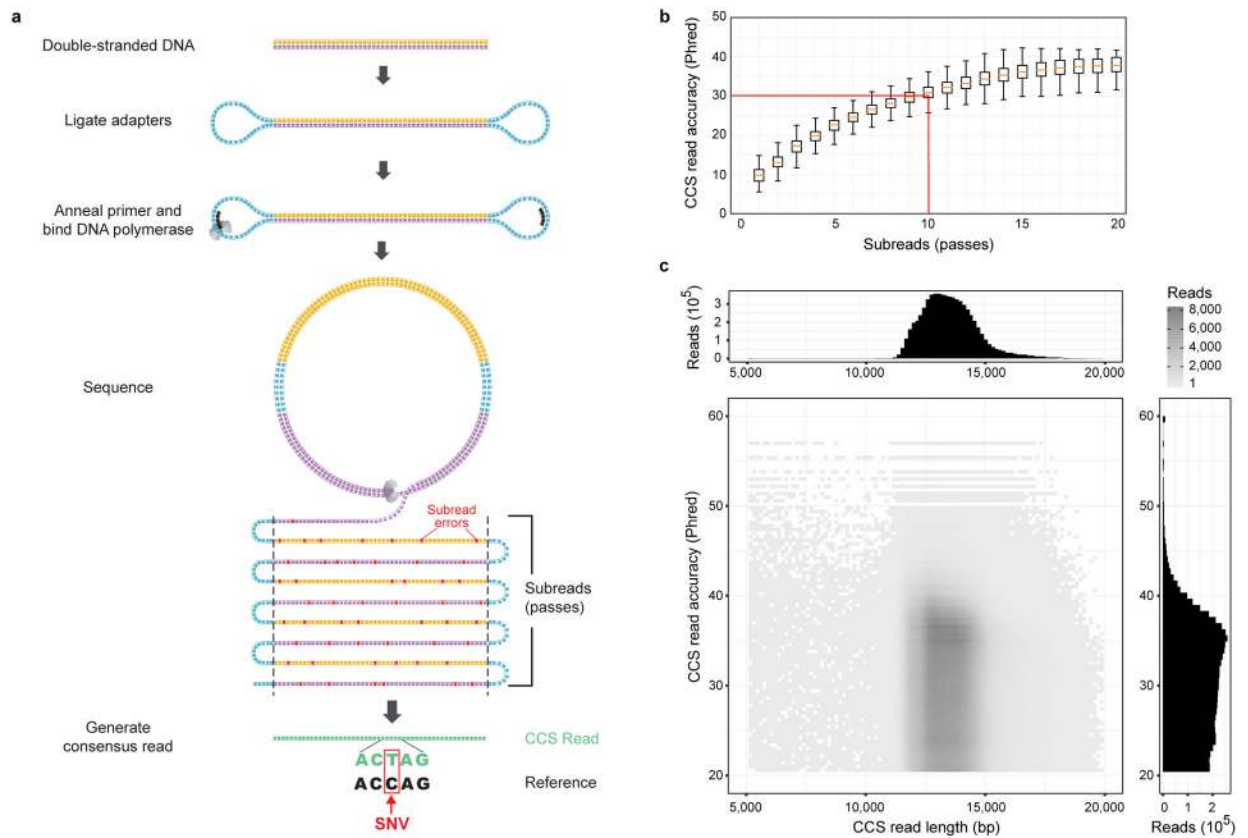 a
Double-stranded DNA
Ligate adapters
Anneal primer and
bind DNA polymerase
Sequence
Subread
errors
Subreads
(passes)
Generate
consensus read
CCS Read
ACTAG
ACCAG
Reference
SNV
b
CCS read accuracy (Phred)
50
40
30
20
10
0
0 5 10 15 20
Subreads (passes)
c
Reads (10⁵)
3
2
1
0
5,000 10,000 15,000 20,000
Reads
8,000
6,000
4,000
2,000
1
CCS read accuracy (Phred)
60
50
40
30
20
5,000 10,000 15,000 20,000
CCS read length (bp)
60
50
40
30
20
0 1 2
Reads (10⁵)